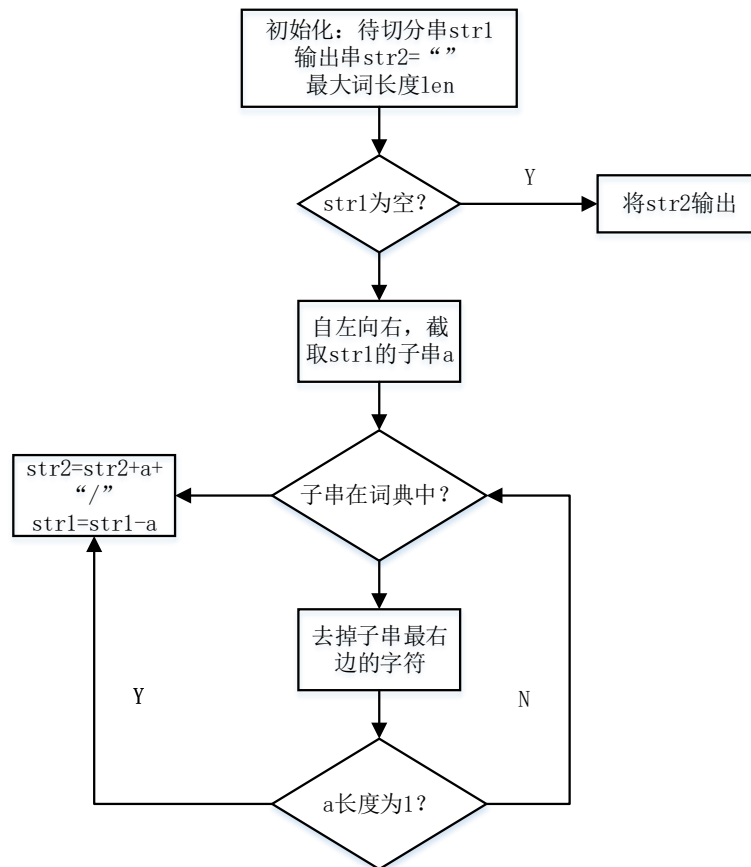 初始化：待切分串str1
输出串str2=“”
最大词长度len
str1为空？
Y
将str2输出
自左向右，截
取str1的子串a
str2=str2+a+
“/”
str1=str1-a
子串在词典中？
去掉子串最右
边的字符
Y
N
a长度为1？